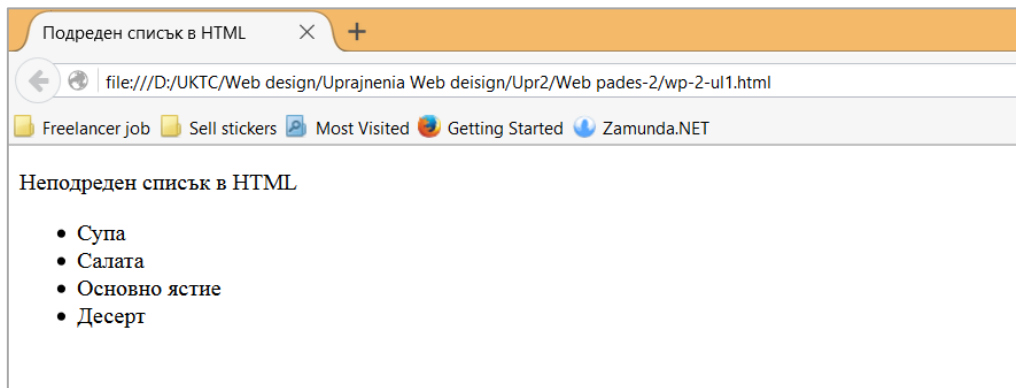 Подреден списък в HTML
file:///D:/UKTC/Web design/Uprajnenia Web deisign/Upr2/Web pades-2/wp-2-ul1.html
Freelancer job Sell stickers Most Visited Getting Started Zamunda.NET
Неподреден списък в HTML
• Супа
• Салата
• Основно ястие
• Десерт